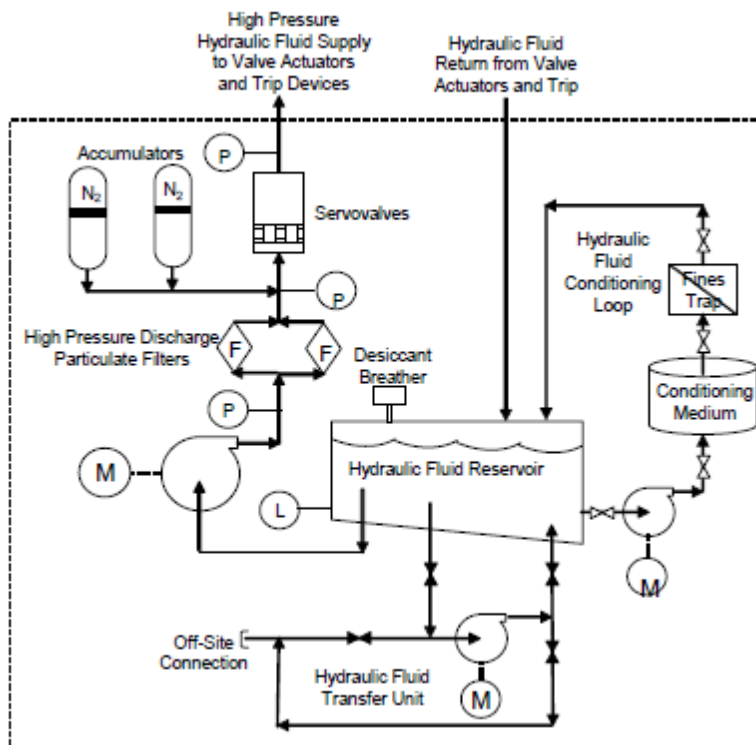 High Pressure
Hydraulic Fluid Supply
to Valve Actuators
and Trip Devices
Hydraulic Fluid
Return from Valve
Actuators and Trip
Accumulators
P
N₂
N₂
Servovalves
Hydraulic
Fluid
Conditioning
Loop
Fines
Trap
P
High Pressure Discharge
Particulate Filters
F
F
Desiccant
Breather
Conditioning
Medium
P
M
Hydraulic Fluid Reservoir
L
M
Off-Site
Connection
Hydraulic Fluid
Transfer Unit
M